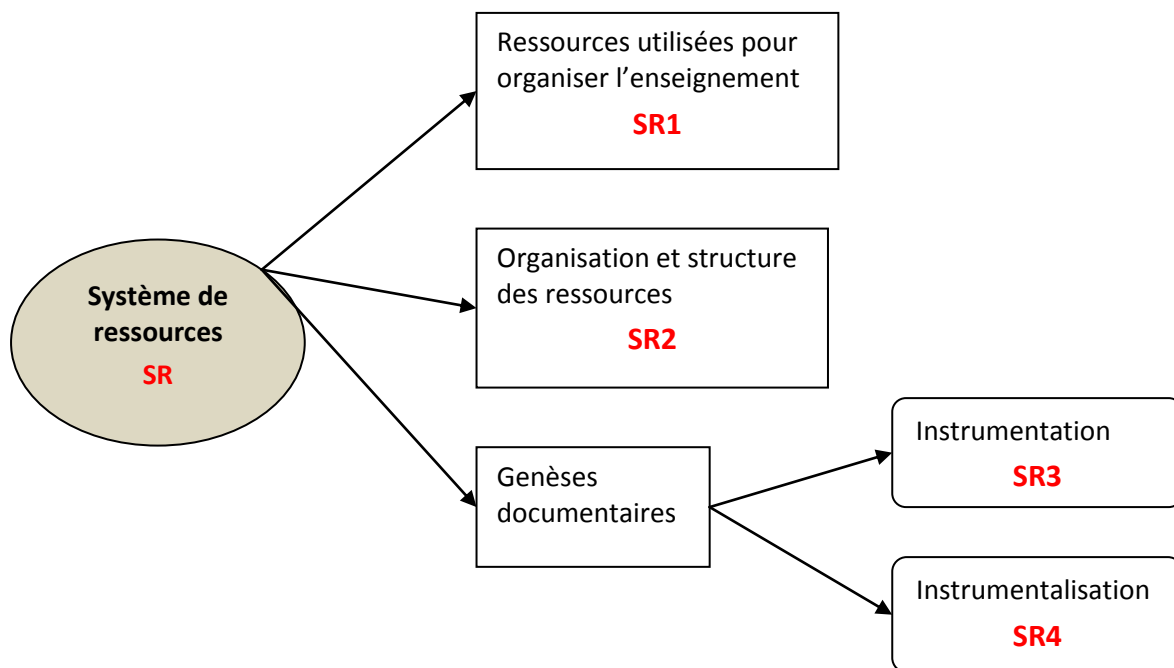 Ressources utilisées pour
organiser l’enseignement
SR1
Système de
ressources
SR
Organisation et structure
des ressources
SR2
Genèses
documentaires
Instrumentation
SR3
Instrumentalisation
SR4